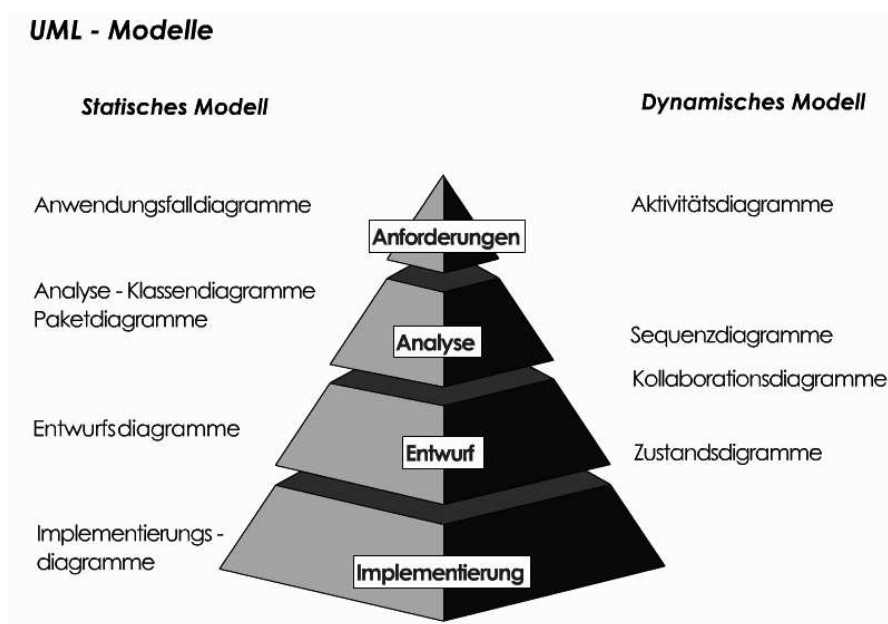 UML - Modelle
Statisches Modell
Dynamisches Modell
Anwendungsfalldiagramme
Aktivitätsdiagramme
Anforderungen
Analyse - Klassendiagramme
Paketdiagramme
Analyse
Sequenzdiagramme
Kollaborationsdiagramme
Entwurfsdiagramme
Entwurf
Zustandsdigramme
Implementierungs -
diagramme
Implementierung